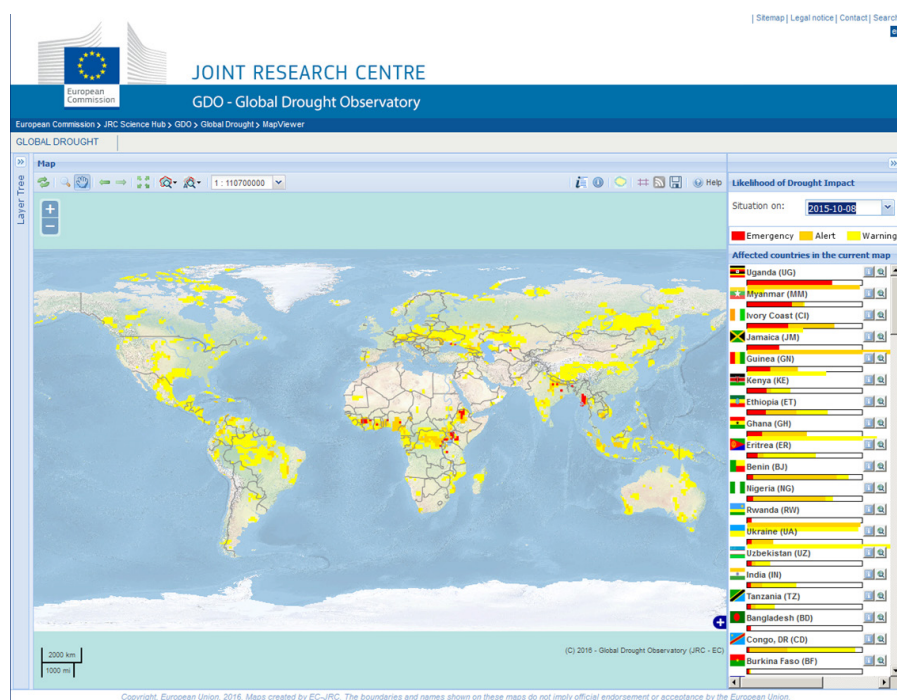 | Sitemap | Legal notice | Contact | Search
European
Commission
JOINT RESEARCH CENTRE
GDO - Global Drought Observatory
European Commission > JRC Science Hub > GDO > Global Drought > MapViewer
GLOBAL DROUGHT
Layer Tree
Map
1 : 110700000
Help
Likelihood of Drought Impact
Situation on:
2015-10-08
Emergency
Alert
Warning
Affected countries in the current map
Uganda (UG)
Myanmar (MM)
Ivory Coast (CI)
Jamaica (JM)
Guinea (GN)
Kenya (KE)
Ethiopia (ET)
Ghana (GH)
Eritrea (ER)
Benin (BJ)
Nigeria (NG)
Rwanda (RW)
Ukraine (UA)
Uzbekistan (UZ)
India (IN)
Tanzania (TZ)
Bangladesh (BD)
Congo, DR (CD)
Burkina Faso (BF)
2000 km
1000 mi
(C) 2016 - Global Drought Observatory (JRC - EC)
Copyright, European Union, 2016. Maps created by EC-JRC. The boundaries and names shown on these maps do not imply official endorsement or acceptance by the European Union